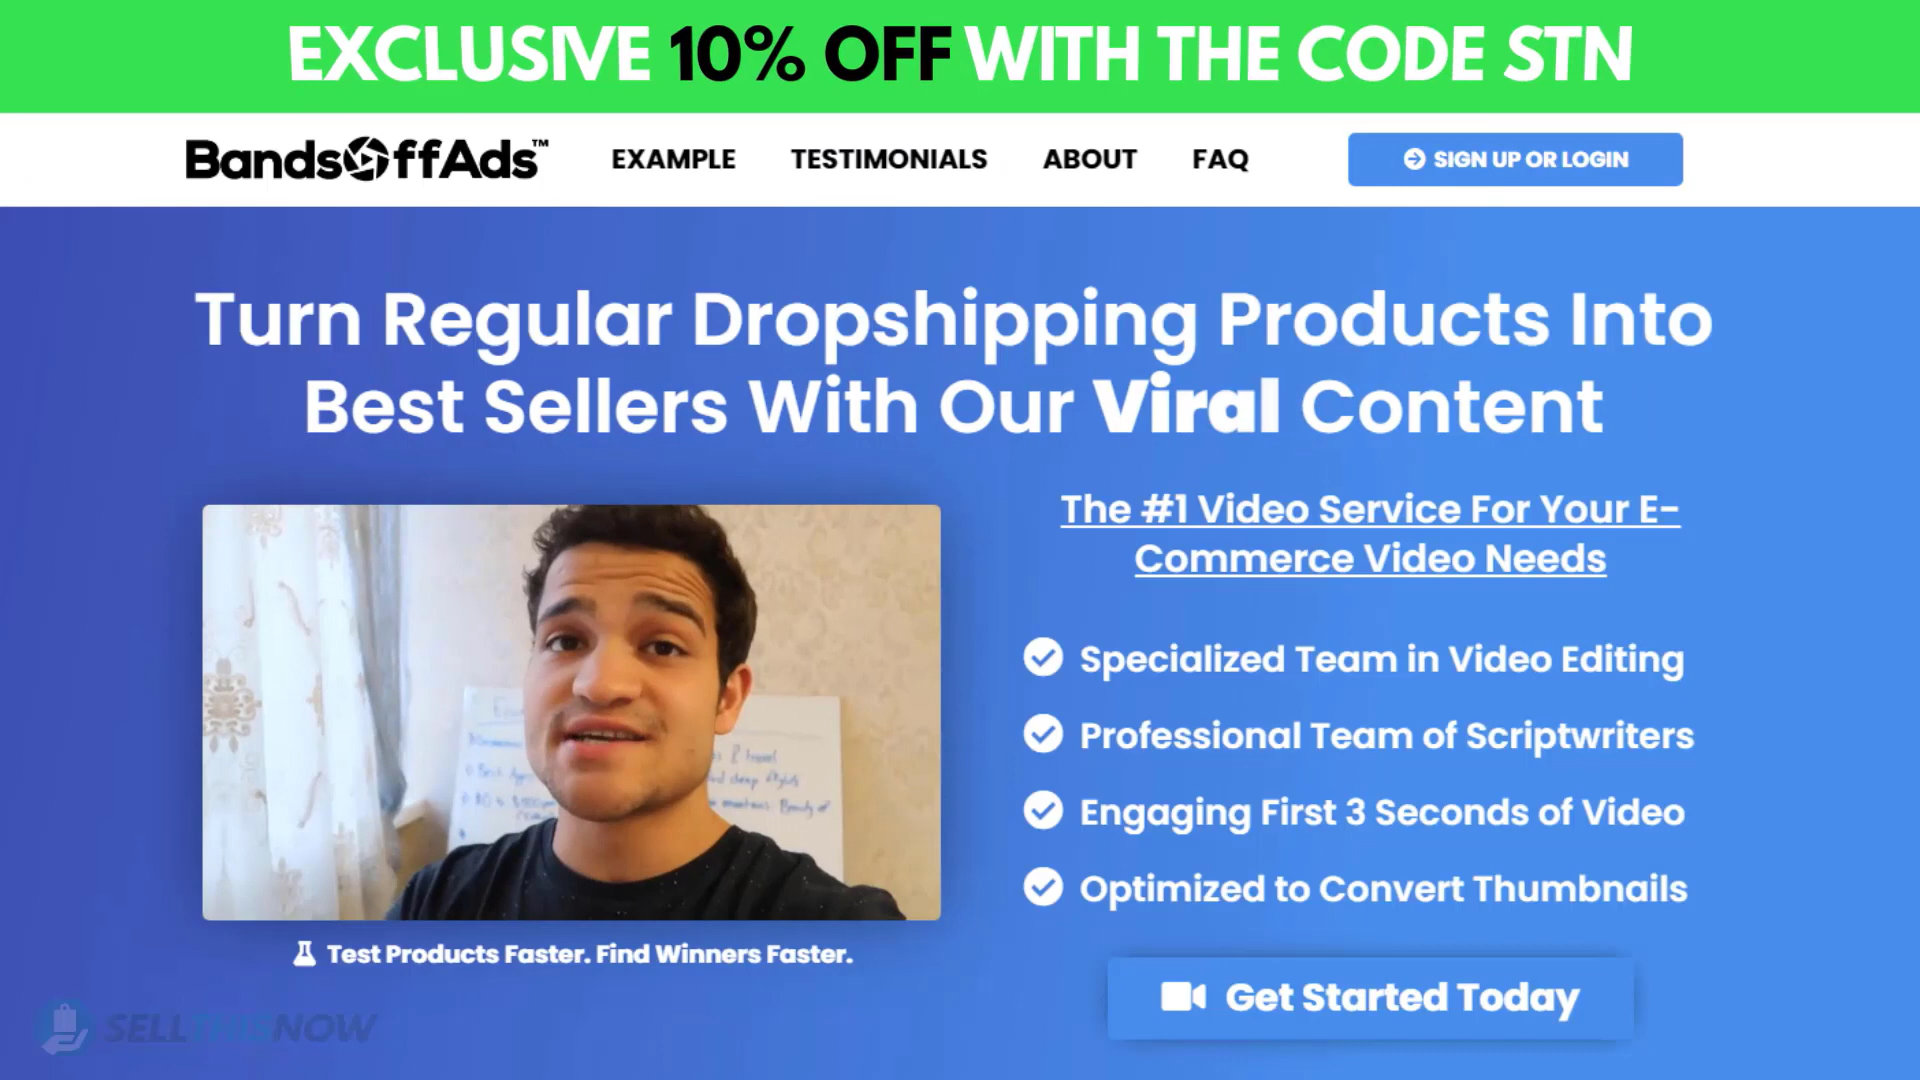 EXCLUSIVE 10% OFF WITH THE CODE STN
BandsOffAds™ EXAMPLE TESTIMONIALS ABOUT FAQ SIGN UP OR LOGIN
Turn Regular Dropshipping Products Into
Best Sellers With Our Viral Content
The #1 Video Service For Your E-
Commerce Video Needs
Specialized Team in Video Editing
Professional Team of Scriptwriters
Engaging First 3 Seconds of Video
Optimized to Convert Thumbnails
Test Products Faster. Find Winners Faster.
Get Started Today
SELLTHISNOW